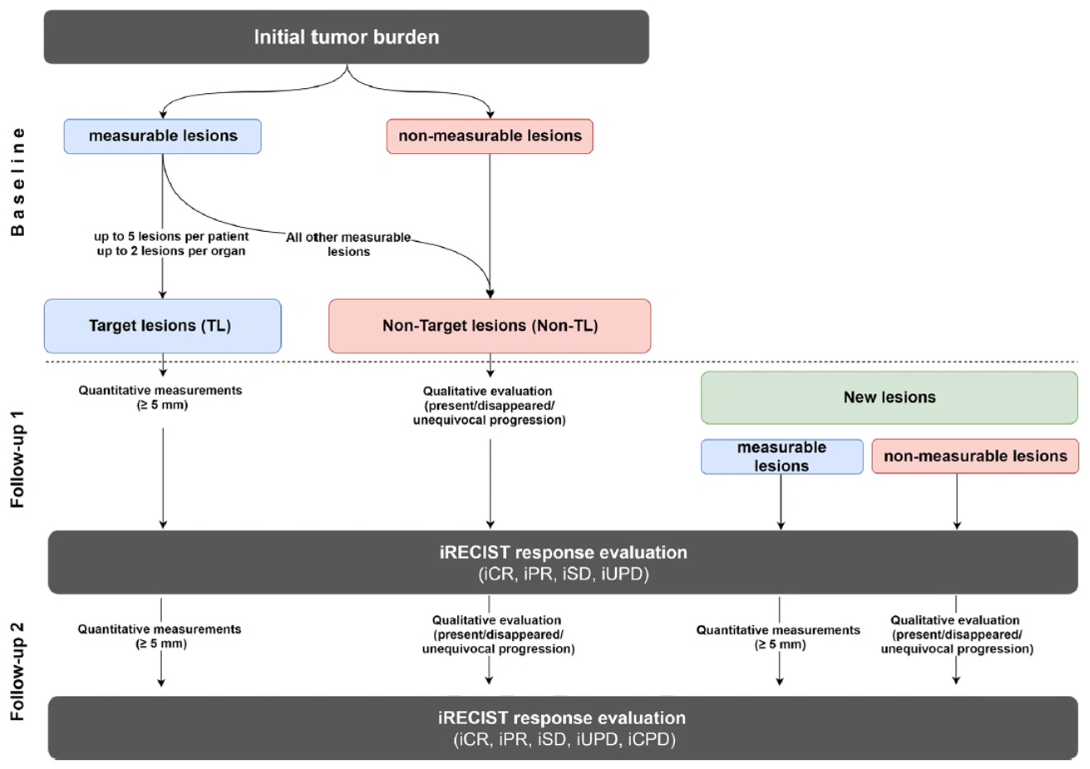 Initial tumor burden
Baseline
measurable lesions
non-measurable lesions
up to 5 lesions per patient
up to 2 lesions per organ
All other measurable
lesions
Target lesions (TL)
Non-Target lesions (Non-TL)
Follow-up 1
Quantitative measurements
(≥ 5 mm)
Qualitative evaluation
(present/disappeared/
unequivocal progression)
New lesions
measurable
lesions
non-measurable lesions
iRECIST response evaluation
(iCR, iPR, iSD, iUPD)
Follow-up 2
Quantitative measurements
(≥ 5 mm)
Qualitative evaluation
(present/disappeared/
unequivocal progression)
Quantitative measurements
(≥ 5 mm)
Qualitative evaluation
(present/disappeared/
unequivocal progression)
iRECIST response evaluation
(iCR, iPR, iSD, iUPD, iCPD)